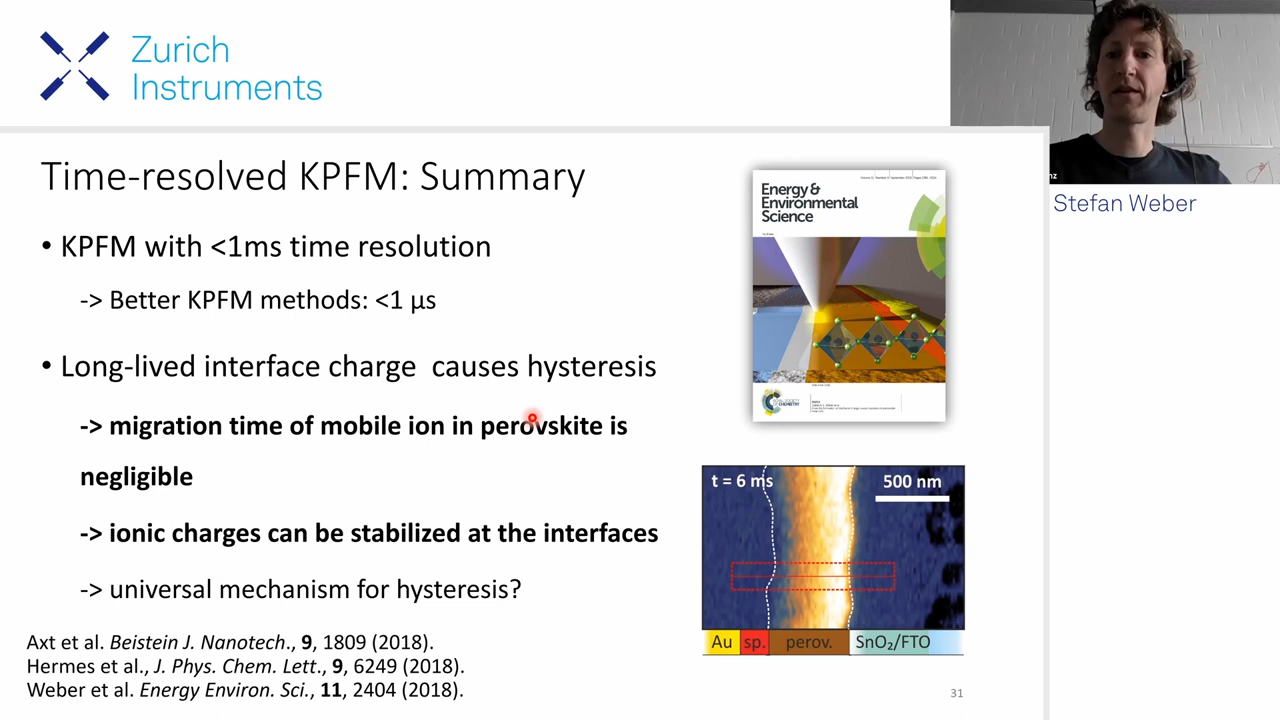 Zurich
Instruments
nz
Stefan Weber
Time-resolved KPFM: Summary
• KPFM with <1ms time resolution
-> Better KPFM methods: <1 µs
• Long-lived interface charge causes hysteresis
-> migration time of mobile ion in perovskite is
negligible
-> ionic charges can be stabilized at the interfaces
-> universal mechanism for hysteresis?
Axt et al. Beistein J. Nanotech., 9, 1809 (2018).
Hermes et al., J. Phys. Chem. Lett., 9, 6249 (2018).
Weber et al. Energy Environ. Sci., 11, 2404 (2018).
Energy &
Environmental
Science
t = 6 ms
500 nm
Au
sp.
perov.
SnO₂/FTO
31